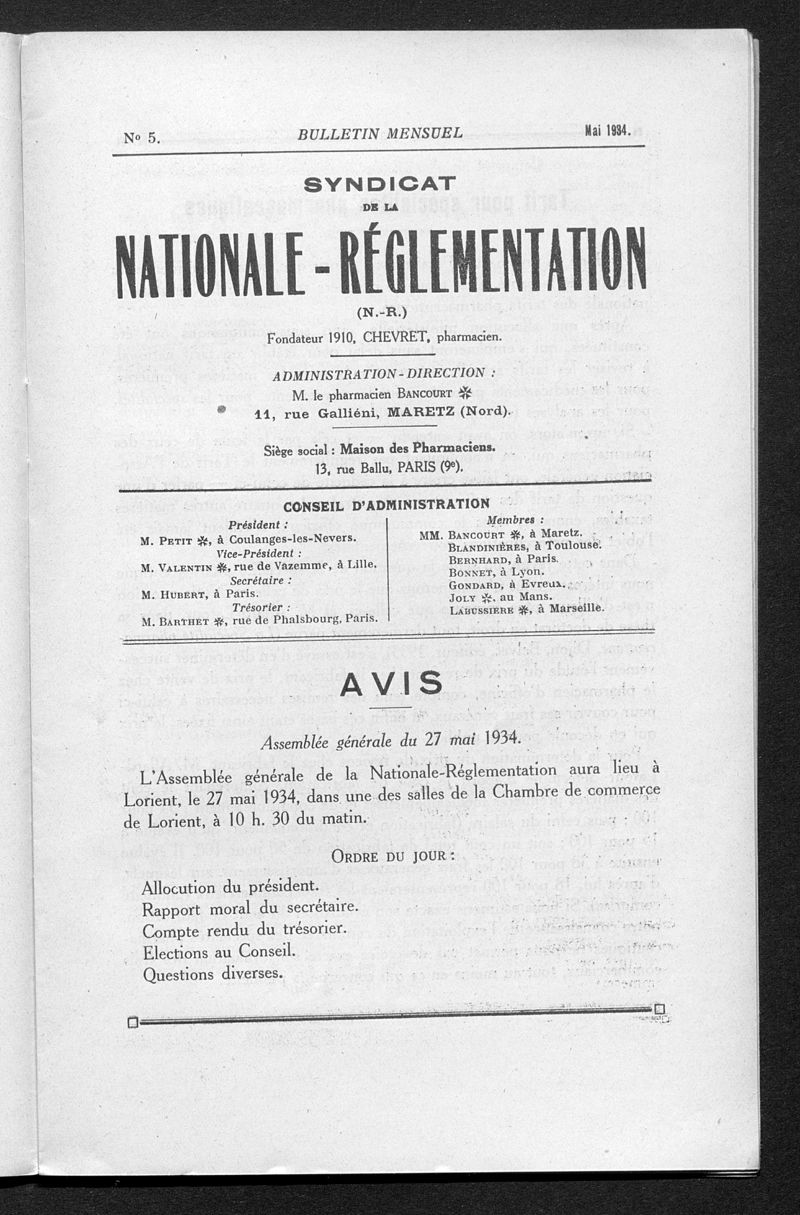 No 5.
BULLETIN MENSUEL
Mai 1934.
SYNDICAT
DE LA
NATIONALE-RÉGLEMENTATION
(N.-R.)
Fondateur 1910, CHEVRET, pharmacien.
ADMINISTRATION-DIRECTION :
M. le pharmacien BANCOURT ✻
11, rue Galliéni, MARETZ (Nord).
Siège social : Maison des Pharmaciens.
13, rue Ballu, PARIS (9e).
CONSEIL D'ADMINISTRATION
Président :
M. PETIT ✻, à Coulanges-les-Nevers.
Vice-Président :
M. VALENTIN ✻, rue de Vazemme, à Lille.
Secrétaire :
M. HUBERT, à Paris.
Trésorier :
M. BARTHET ✻, rue de Phalsbourg, Paris.
Membres :
MM. BANCOURT ✻, à Maretz.
BLANDINIÈRES, à Toulouse.
BERNHARD, à Paris.
BONNET, à Lyon.
GONDARD, à Evreux.
JOLY ✻, au Mans.
LABUSSIERE ✻, à Marseille.
AVIS
Assemblée générale du 27 mai 1934.
L'Assemblée générale de la Nationale-Réglementation aura lieu à
Lorient, le 27 mai 1934, dans une des salles de la Chambre de commerce
de Lorient, à 10 h. 30 du matin.
ORDRE DU JOUR :
Allocution du président.
Rapport moral du secrétaire.
Compte rendu du trésorier.
Elections au Conseil.
Questions diverses.